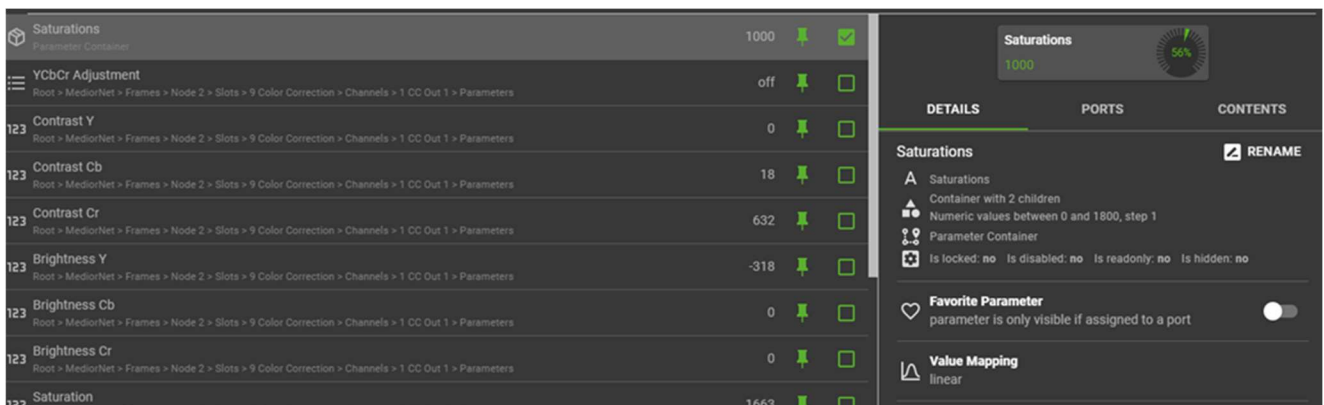 Saturations
Parameter Container
1000
YCbCr Adjustment
Root > MediorNet > Frames > Node 2 > Slots > 9 Color Correction > Channels > 1 CC Out 1 > Parameters
off
123 Contrast Y
Root > MediorNet > Frames > Node 2 > Slots > 9 Color Correction > Channels > 1 CC Out 1 > Parameters
0
123 Contrast Cb
Root > MediorNet > Frames > Node 2 > Slots > 9 Color Correction > Channels > 1 CC Out 1 > Parameters
18
123 Contrast Cr
Root > MediorNet > Frames > Node 2 > Slots > 9 Color Correction > Channels > 1 CC Out 1 > Parameters
632
123 Brightness Y
Root > MediorNet > Frames > Node 2 > Slots > 9 Color Correction > Channels > 1 CC Out 1 > Parameters
-318
123 Brightness Cb
Root > MediorNet > Frames > Node 2 > Slots > 9 Color Correction > Channels > 1 CC Out 1 > Parameters
0
123 Brightness Cr
Root > MediorNet > Frames > Node 2 > Slots > 9 Color Correction > Channels > 1 CC Out 1 > Parameters
0
123 Saturation
1663
Saturations
1000
56%
DETAILS PORTS CONTENTS
Saturations RENAME
A Saturations
Container with 2 children
Numeric values between 0 and 1800, step 1
Parameter Container
Is locked: no Is disabled: no Is readonly: no Is hidden: no
Favorite Parameter
parameter is only visible if assigned to a port
Value Mapping
linear